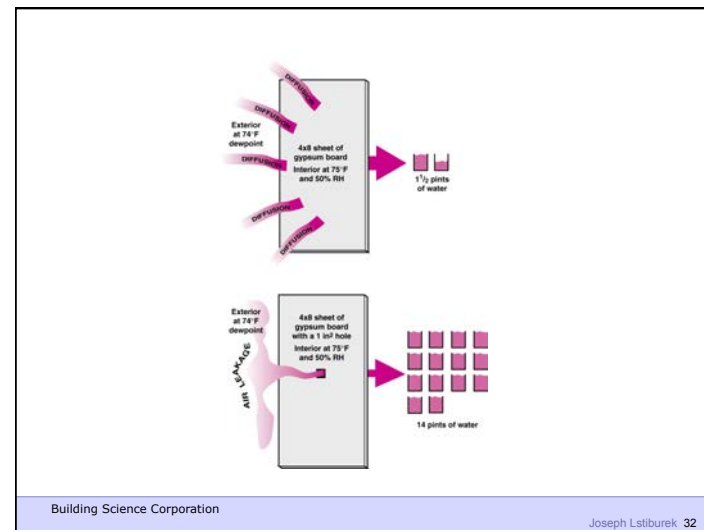 DIFFUSION
DIFFUSION
Exterior
at 74°F
dewpoint
DIFFUSION
DIFFUSION
DIFFUSION
4x8 sheet of
gypsum board
Interior at 75°F
and 50% RH
1 1/2 pints
of water
Exterior
at 74°F
dewpoint
AIR LEAKAGE
4x8 sheet of
gypsum board
with a 1 in² hole
Interior at 75°F
and 50% RH
14 pints of water
Building Science Corporation
Joseph Lstiburek 32